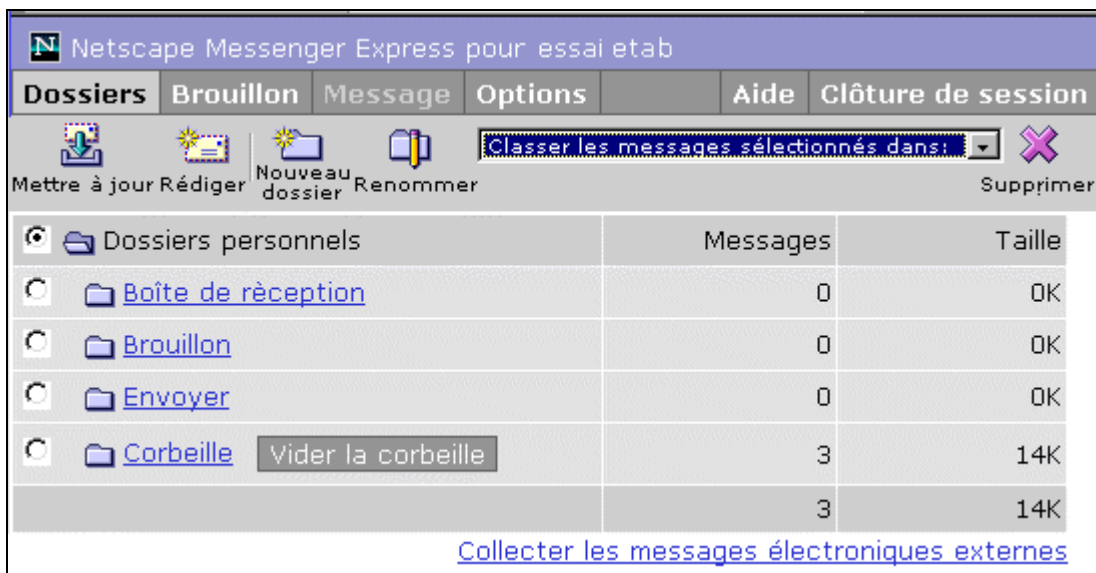 N Netscape Messenger Express pour essai etab
Dossiers Brouillon Message Options Aide Clôture de session
Classer les messages sélectionnés dans:
Mettre à jour Rédiger Nouveau dossier Renommer Supprimer
Dossiers personnels Messages Taille
Boîte de rèception 0 0K
Brouillon 0 0K
Envoyer 0 0K
Corbeille Vider la corbeille 3 14K
3 14K
Collecter les messages électroniques externes